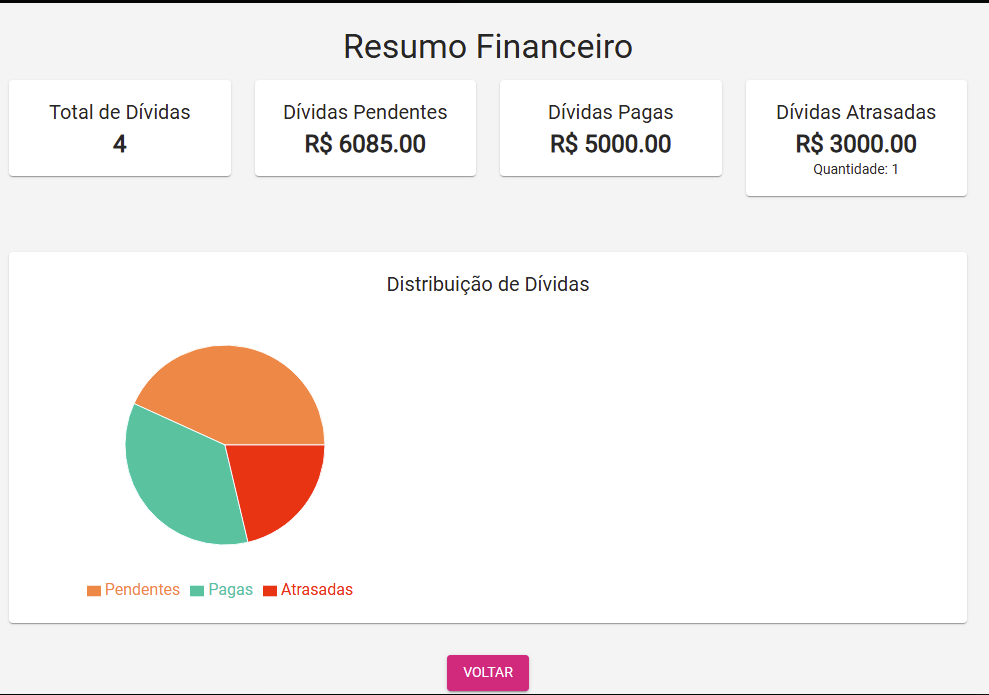 Resumo Financeiro
Total de Dívidas
4
Dívidas Pendentes
R$ 6085.00
Dívidas Pagas
R$ 5000.00
Dívidas Atrasadas
R$ 3000.00
Quantidade: 1
Distribuição de Dívidas
Pendentes Pagas Atrasadas
VOLTAR